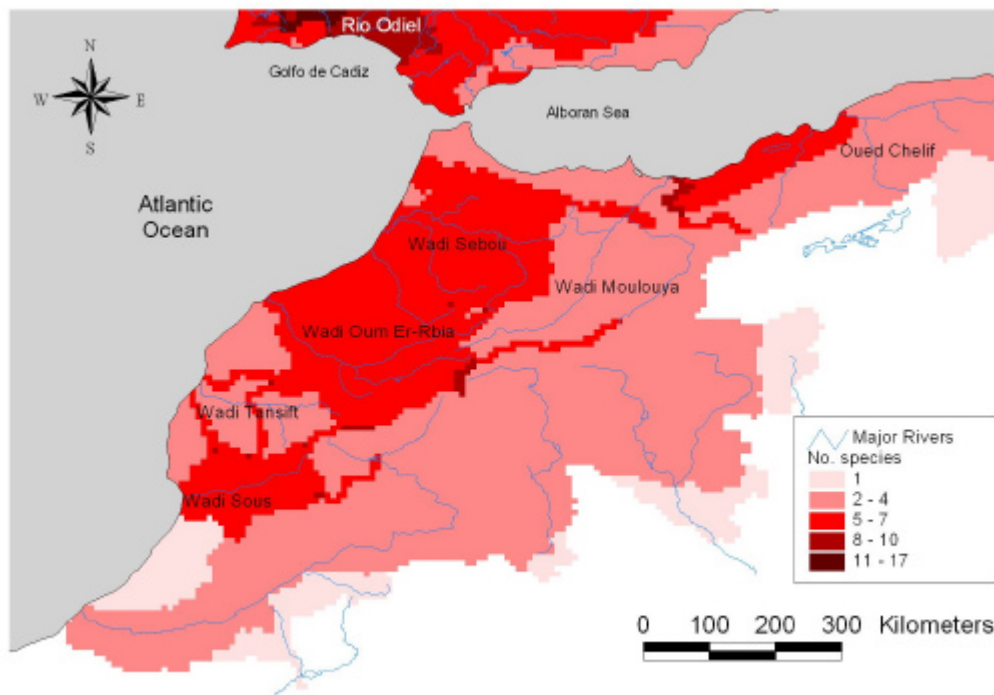 Rio Odiel
Golfo de Cadiz
N
W E
S
Alboran Sea
Oued Chelif
Atlantic
Ocean
Wadi Sebou
Wadi Moulouya
Wadi Oum Er-Rbia
Wadi Tansift
Wadi Sous
Major Rivers
No. species
1
2 - 4
5 - 7
8 - 10
11 - 17
0 100 200 300 Kilometers